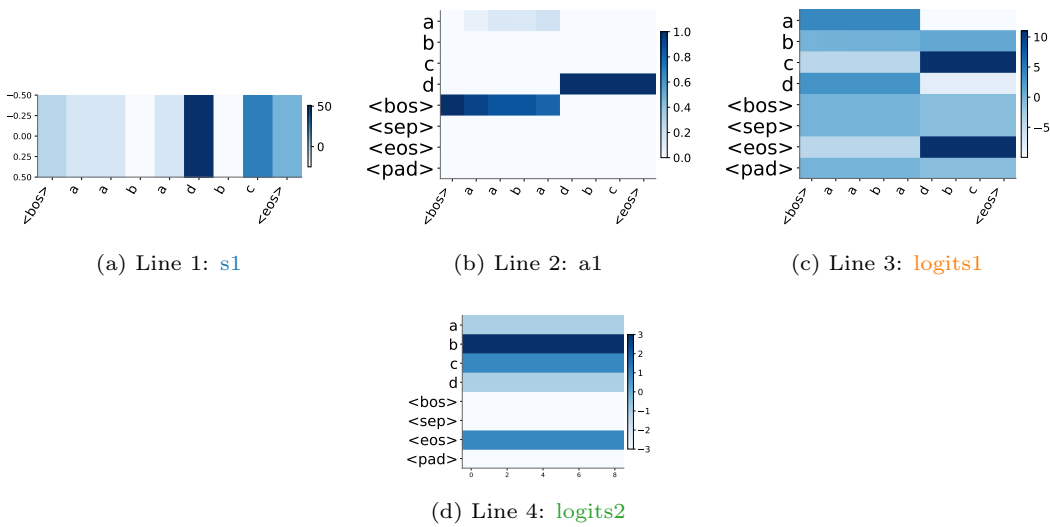 −0.50
−0.25
0.00
0.25
0.50
50
0
<bos>
a
a
b
a
d
b
c
<eos>
(a) Line 1: s1
a
b
c
d
<bos>
<sep>
<eos>
<pad>
1.0
0.8
0.6
0.4
0.2
0.0
<bos>
a
a
b
a
d
b
c
<eos>
(b) Line 2: a1
a
b
c
d
<bos>
<sep>
<eos>
<pad>
10
5
0
−5
<bos>
a
a
b
a
d
b
c
<eos>
(c) Line 3: logits1
a
b
c
d
<bos>
<sep>
<eos>
<pad>
3
2
1
0
−1
−2
−3
0 2 4 6 8
(d) Line 4: logits2